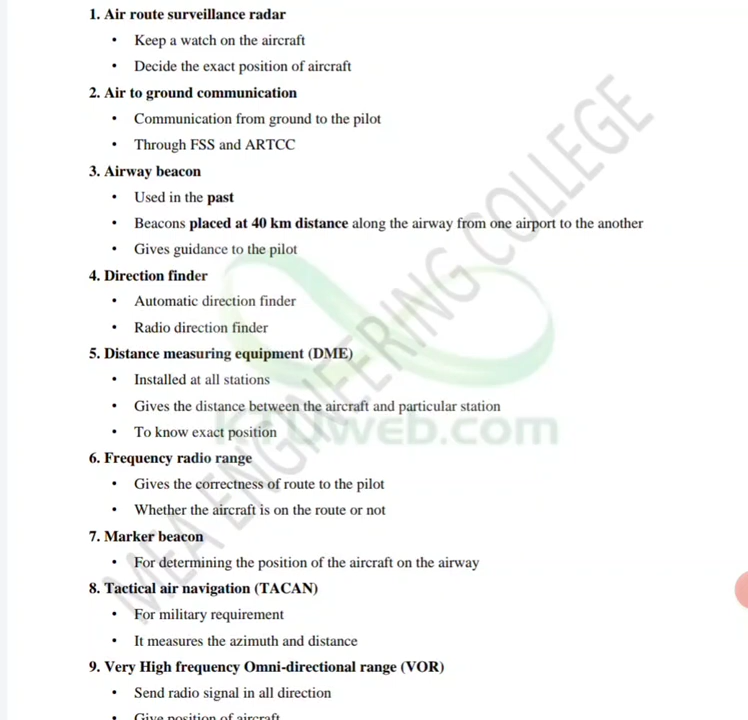 1. Air route surveillance radar
• Keep a watch on the aircraft
• Decide the exact position of aircraft
2. Air to ground communication
• Communication from ground to the pilot
• Through FSS and ARTCC
3. Airway beacon
• Used in the past
• Beacons placed at 40 km distance along the airway from one airport to the another
• Gives guidance to the pilot
4. Direction finder
• Automatic direction finder
• Radio direction finder
5. Distance measuring equipment (DME)
• Installed at all stations
• Gives the distance between the aircraft and particular station
• To know exact position
6. Frequency radio range
• Gives the correctness of route to the pilot
• Whether the aircraft is on the route or not
7. Marker beacon
• For determining the position of the aircraft on the airway
8. Tactical air navigation (TACAN)
• For military requirement
• It measures the azimuth and distance
9. Very High frequency Omni-directional range (VOR)
• Send radio signal in all direction
• Give position of aircraft
MEA ENGINEERING COLLEGE